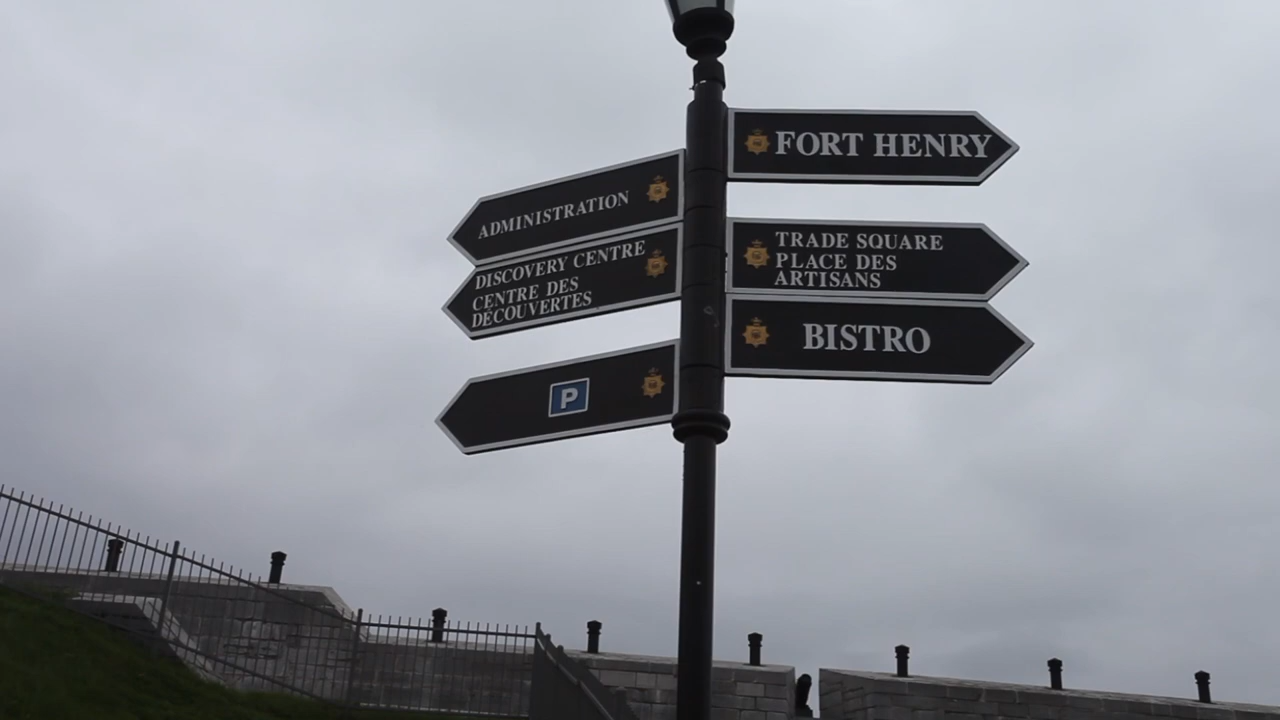 FORT HENRY
ADMINISTRATION
DISCOVERY CENTRE
CENTRE DES
DÉCOUVERTES
TRADE SQUARE
PLACE DES
ARTISANS
BISTRO
P